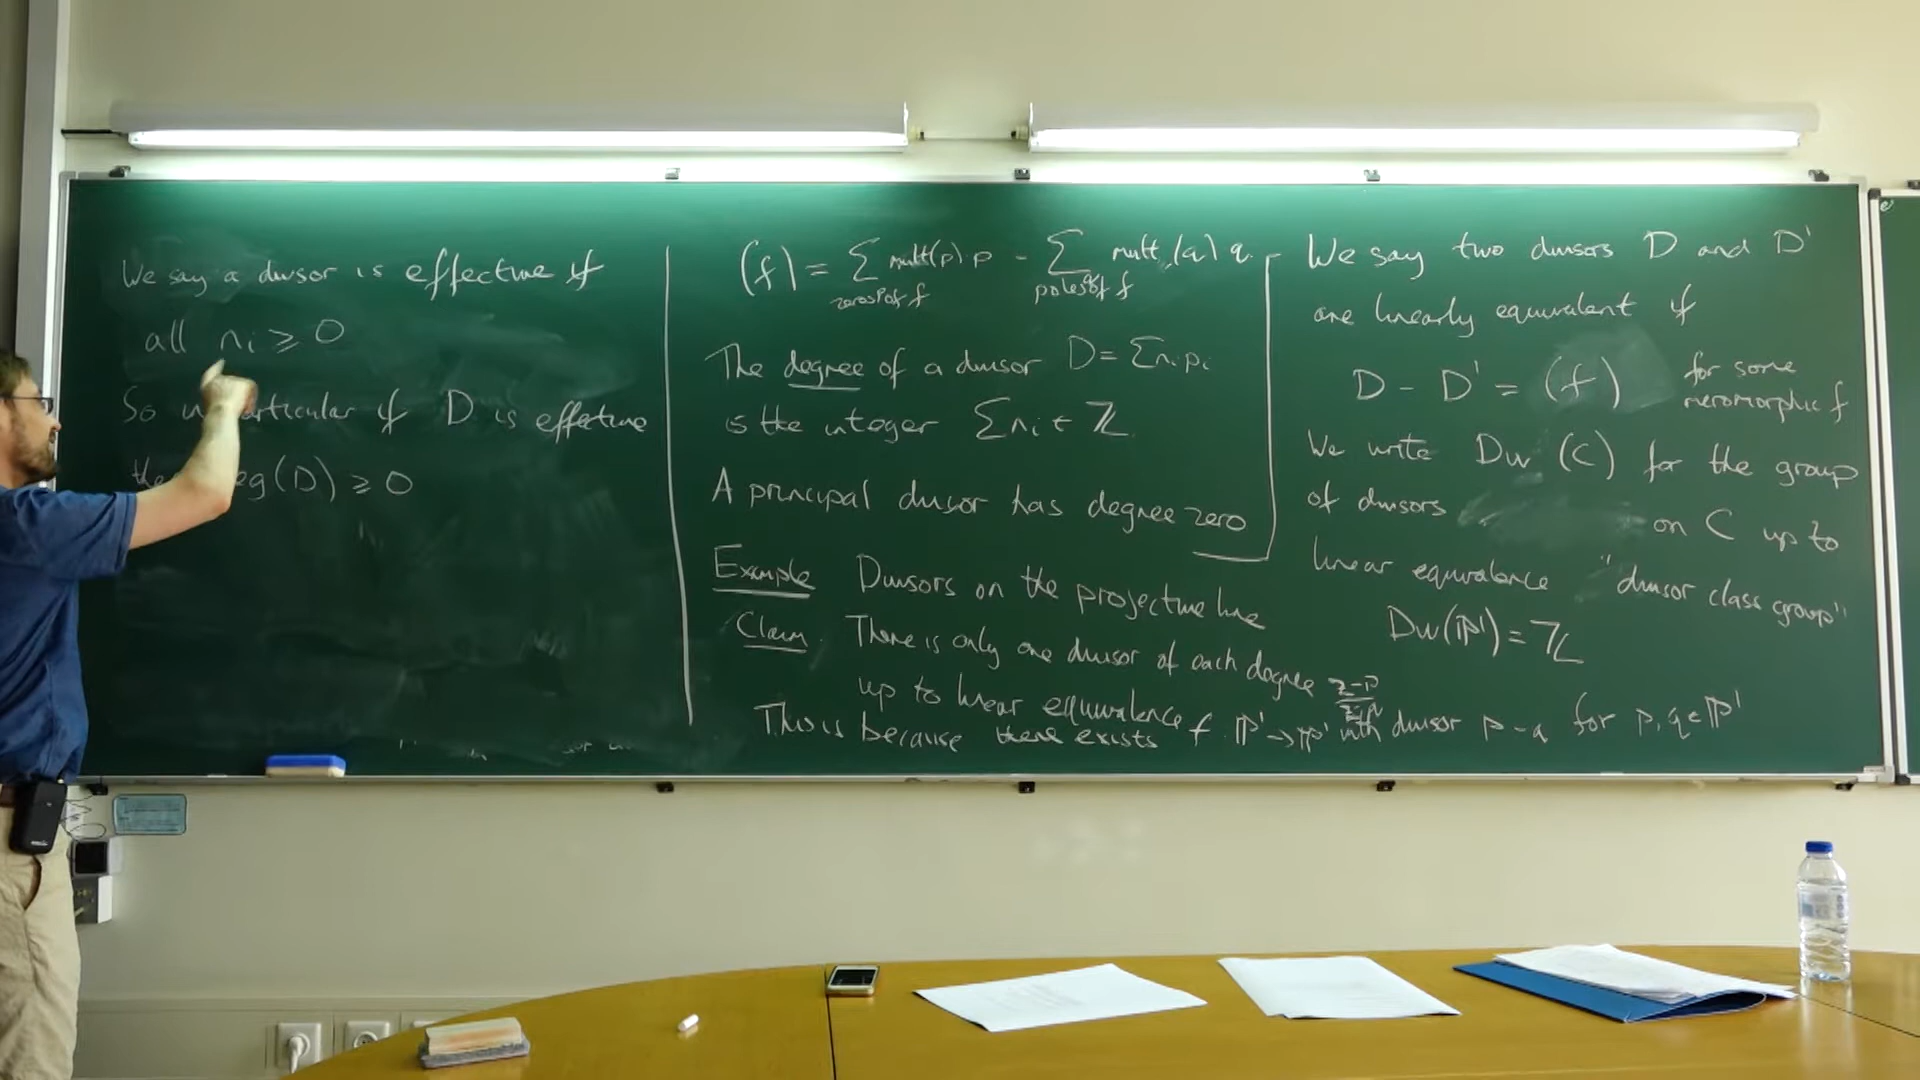 We say a divisor is effective if
all nᵢ ≥ 0
So in particular if D is effective
deg(D) ≥ 0
(f) = Σ mult(p) p - Σ mult (q) q
zeros p of f poles q of f
The degree of a divisor D = Σnᵢpᵢ
is the integer Σnᵢ ∈ ℤ
A principal divisor has degree zero
Example Divisors on the projective line
Claim. There is only one divisor of each degree
up to linear equivalence
This is because there exists f: ℙ¹ → ℙ¹ with divisor p - q for p, q ∈ ℙ¹
z-p
z-q
We say two divisors D and D'
are linearly equivalent if
D - D' = (f) for some
meromorphic f
We write Div (C) for the group
of divisors on C up to
linear equivalence "divisor class group"
Div(ℙ¹) = ℤ